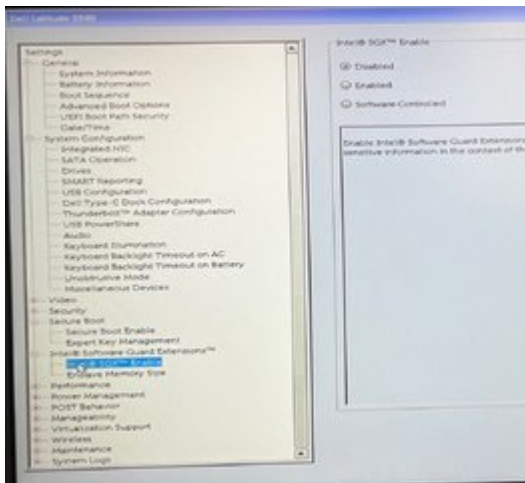 Dell Latitude
Settings
General
System Information
Battery Information
Boot Sequence
Advanced Boot Options
UEFI Boot Path Security
Date/Time
System Configuration
Integrated NIC
SATA Operation
Drives
SMART Reporting
USB Configuration
Dell Type-C Dock Configuration
Thunderbolt™ Adapter Configuration
USB PowerShare
Audio
Keyboard Illumination
Keyboard Backlight Timeout on AC
Keyboard Backlight Timeout on Battery
Unobtrusive Mode
Miscellaneous Devices
Video
Security
Secure Boot
Secure Boot Enable
Expert Key Management
Intel® Software Guard Extensions™
Intel® SGX™ Enable
Enclave Memory Size
Performance
Power Management
POST Behavior
Manageability
Virtualization Support
Wireless
Maintenance
System Logs
Intel® SGX™ Enable
Disabled
Enabled
Software Controlled
Enable Intel® Software Guard Extensions
sensitive information in the context of the